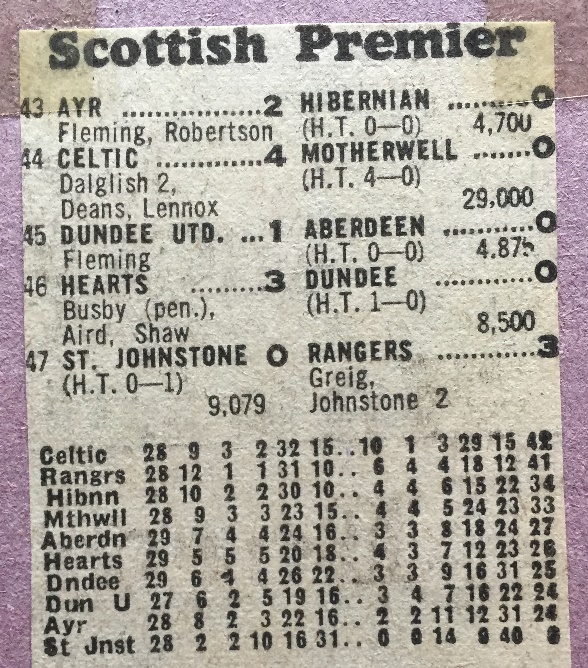 Scottish Premier
43 AYR ..................2 HIBERNIAN ..........0
Fleming, Robertson (H.T. 0—0) 4,700
44 CELTIC .............4 MOTHERWELL .......0
Dalglish 2, (H.T. 4—0)
Deans, Lennox 29,000
45 DUNDEE UTD. ...1 ABERDEEN ...........0
Fleming (H.T. 0—0) 4.875
46 HEARTS ..........3 DUNDEE ............0
Busby (pen.), (H.T. 1—0)
Aird, Shaw 8,500
47 ST. JOHNSTONE 0 RANGERS ............3
(H.T. 0—1) Greig,
9,079 Johnstone 2
Celtic 28 9 3 2 32 15.. 10 1 3 29 15 42
Rangrs 28 12 1 1 31 10.. 6 4 4 18 12 41
Hibnn 28 10 2 2 30 10.. 4 4 6 15 22 34
Mthwll 28 9 3 3 23 15.. 4 4 5 24 23 33
Aberdn 29 7 4 4 24 16.. 3 3 8 18 24 27
Hearts 29 5 5 5 20 18.. 4 3 7 12 23 26
Dndee 29 6 4 4 26 22.. 3 3 9 16 31 25
Dun U 27 6 2 5 19 16.. 3 4 7 16 22 24
Ayr 28 8 2 3 22 16.. 2 2 11 12 31 24
St Jnst 28 2 2 10 16 31.. 0 0 14 9 40 6